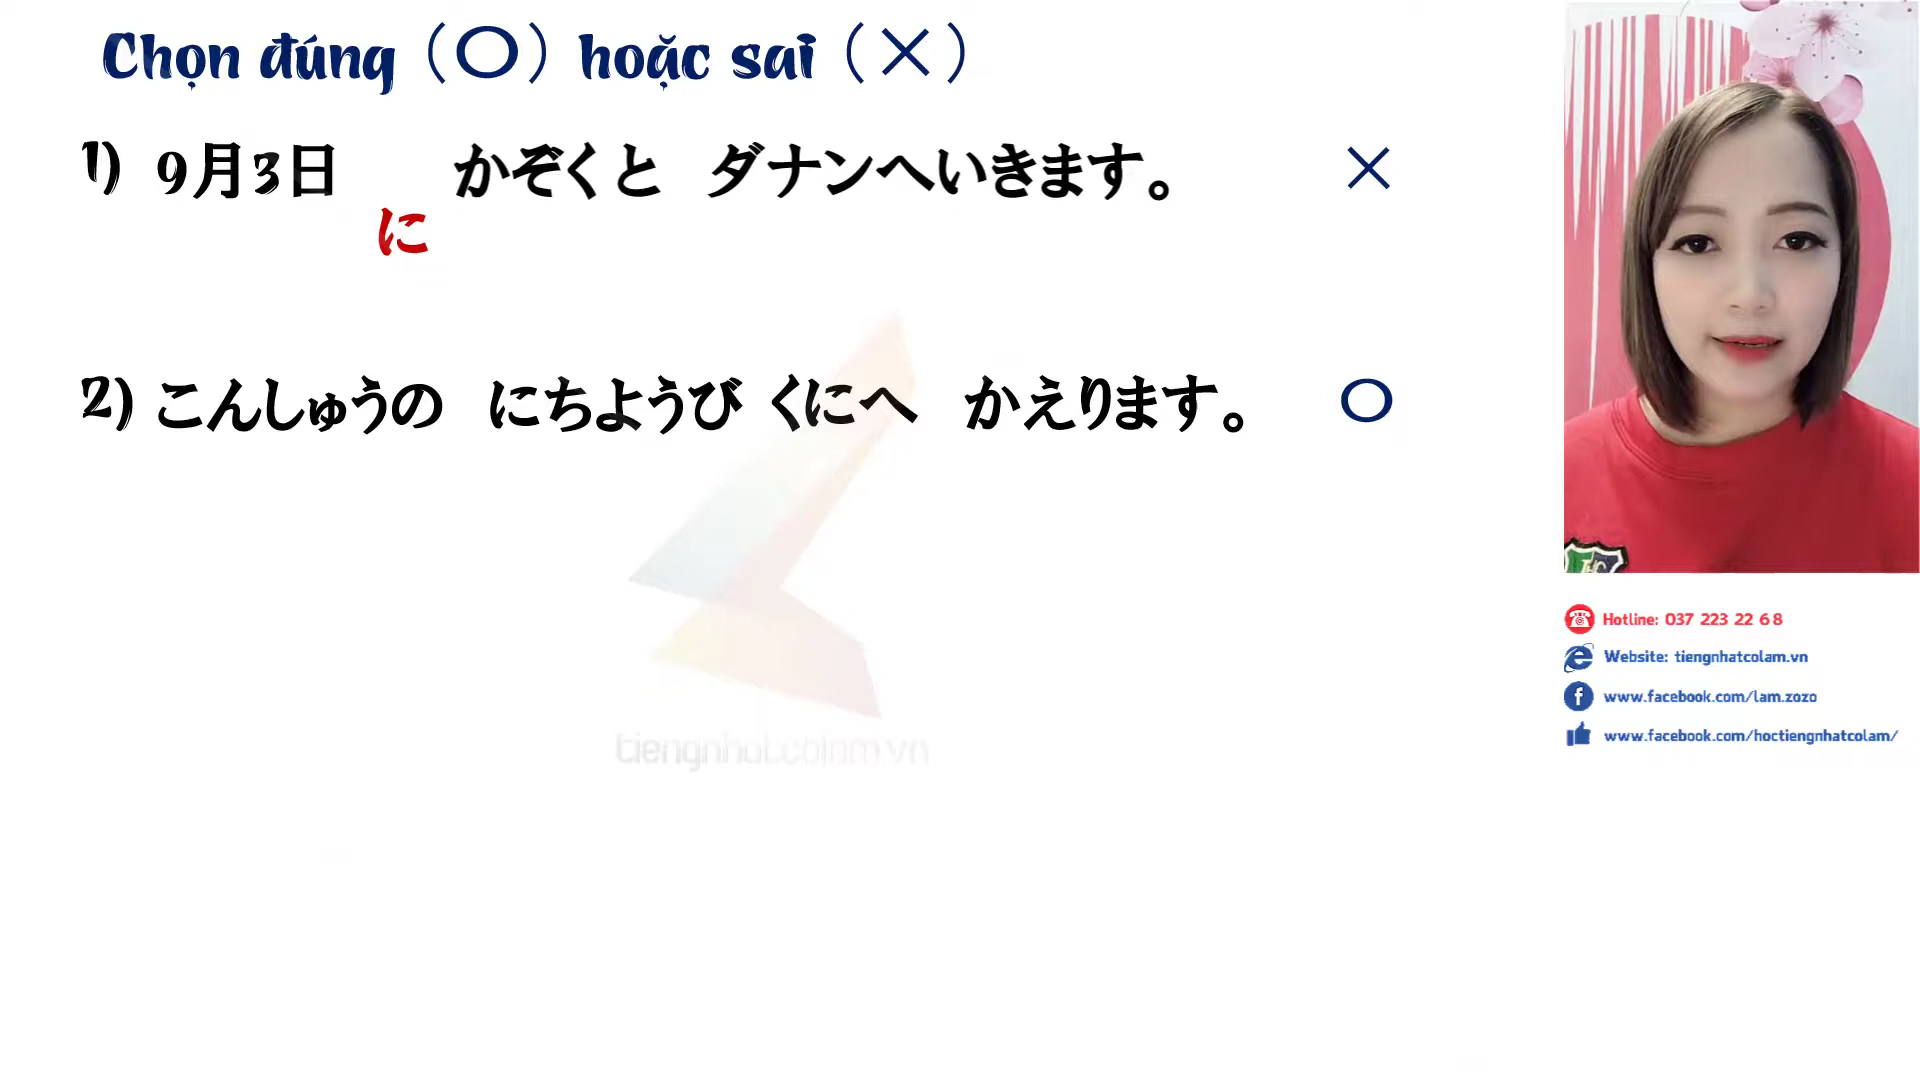 Chọn đúng（〇）hoặc sai（×）
1) 9月3日 かぞくと ダナンへいきます。 ×
に
2) こんしゅうの にちようび くにへ かえります。 〇
tiengnhatcolam.vn
Hotline: 037 223 22 68
Website: tiengnhatcolam.vn
www.facebook.com/lam.zozo
www.facebook.com/hoctiengnhatcolam/